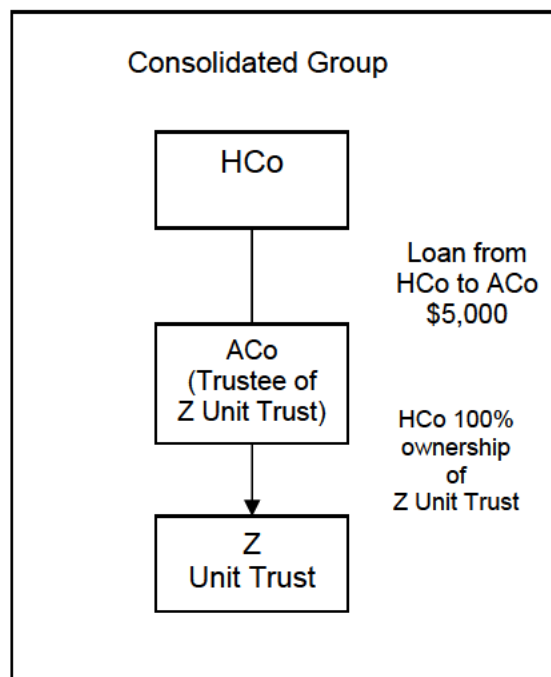 Consolidated Group
HCo
Loan from
HCo to ACo
$5,000
ACo
(Trustee of
Z Unit Trust)
HCo 100%
ownership
of
Z Unit Trust
Z
Unit Trust